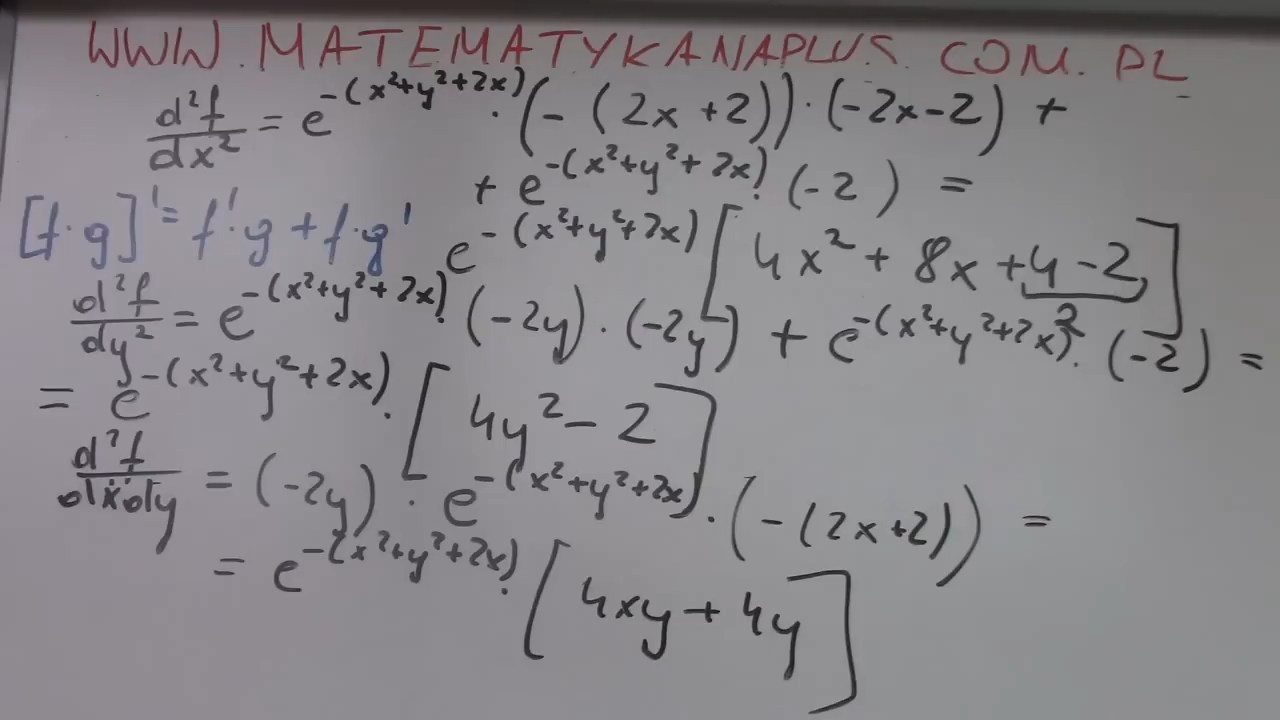 WWW.MATEMATYKANAPLUS.COM.PL
d²f/dx² = e^-(x²+y²+2x) · (-(2x+2)) · (-2x-2) +
+ e^-(x²+y²+2x) · (-2) =
[f·g]' = f'·g + f·g'
e^-(x²+y²+2x) [4x² + 8x + 4 - 2]
2
d²f/dy² = e^-(x²+y²+2x) · (-2y) · (-2y) + e^-(x²+y²+2x) · (-2) =
= e^-(x²+y²+2x) · [4y² - 2]
d²f/dxdy = (-2y) · e^-(x²+y²+2x) · (-(2x+2)) =
= e^-(x²+y²+2x) · [4xy + 4y]